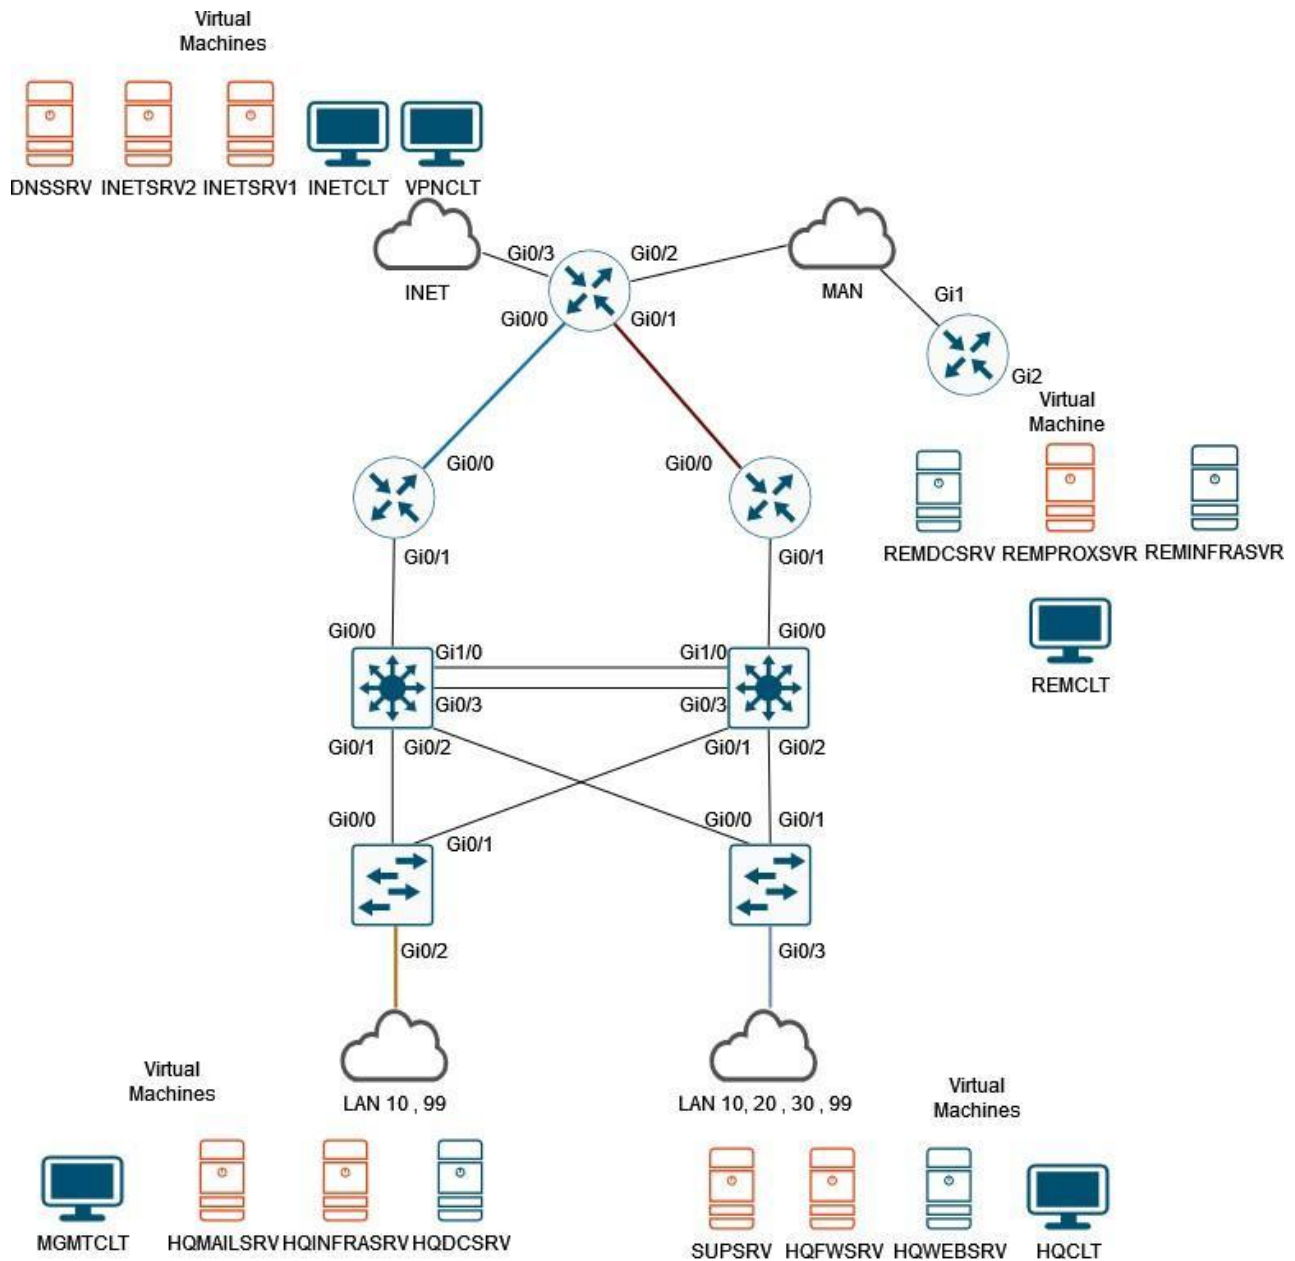 Virtual
Machines
DNSSRV INETSRV2 INETSRV1 INETCLT VPNCLT
Gi0/3
Gi0/2
INET
MAN
Gi1
Gi0/0
Gi0/1
Gi2
Virtual
Machine
Gi0/0
Gi0/0
REMDCSRV REMPROXSVR REMINFRASVR
Gi0/1
Gi0/1
Gi0/0
Gi0/0
Gi1/0
Gi1/0
REMCLT
Gi0/3
Gi0/3
Gi0/1
Gi0/2
Gi0/1
Gi0/2
Gi0/0
Gi0/0
Gi0/1
Gi0/1
Gi0/2
Gi0/3
Virtual
Machines
LAN 10 , 99
LAN 10, 20 , 30 , 99
Virtual
Machines
MGMTCLT HQMAILSRV HQINFRASRV HQDCSRV
SUPSRV HQFWSRV HQWEBSRV HQCLT